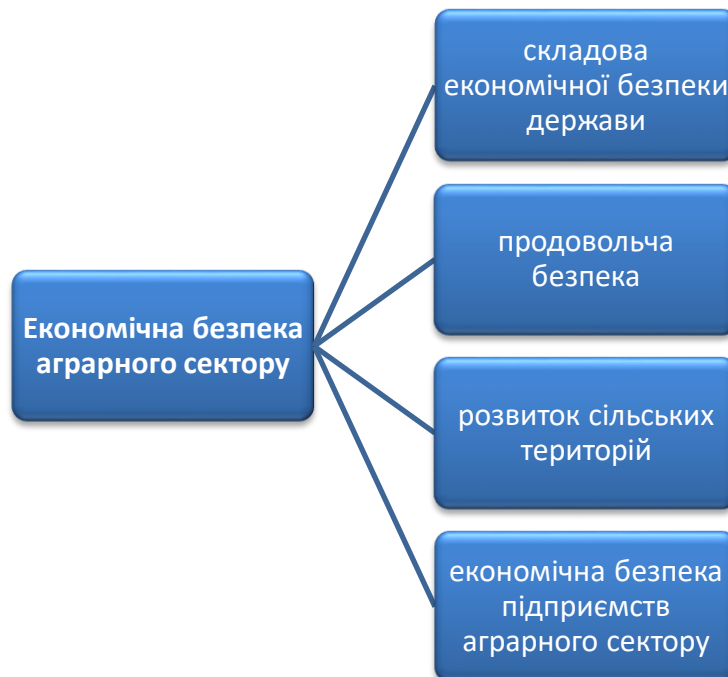 складова
економічної безпеки
держави
продовольча
безпека
Економічна безпека
аграрного сектору
розвиток сільських
територій
економічна безпека
підприємств
аграрного сектору